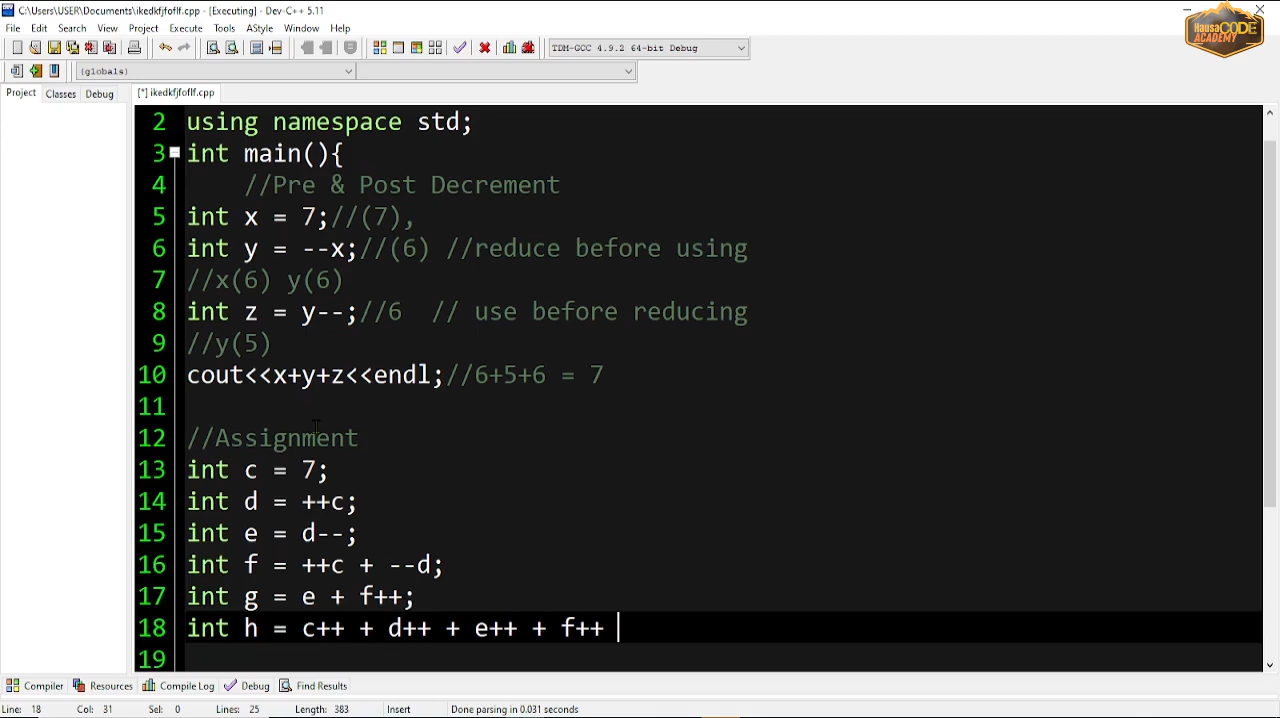 C:\Users\USER\Documents\ikedkfjfoflf.cpp - [Executing] - Dev-C++ 5.11
File Edit Search View Project Execute Tools AStyle Window Help
TDM-GCC 4.9.2 64-bit Debug
(globals)
HausaCODE
ACADEMY
Project Classes Debug [*] ikedkfjfoflf.cpp
2 using namespace std;
3 int main(){
4 //Pre & Post Decrement
5 int x = 7;//(7),
6 int y = --x;//(6) //reduce before using
7 //x(6) y(6)
8 int z = y--;//6 // use before reducing
9 //y(5)
10 cout<<x+y+z<<endl;//6+5+6 = 7
11
12 //Assignment
13 int c = 7;
14 int d = ++c;
15 int e = d--;
16 int f = ++c + --d;
17 int g = e + f++;
18 int h = c++ + d++ + e++ + f++
19
Compiler Resources Compile Log Debug Find Results
Line: 18 Col: 31 Sel: 0 Lines: 25 Length: 383 Insert Done parsing in 0.031 seconds